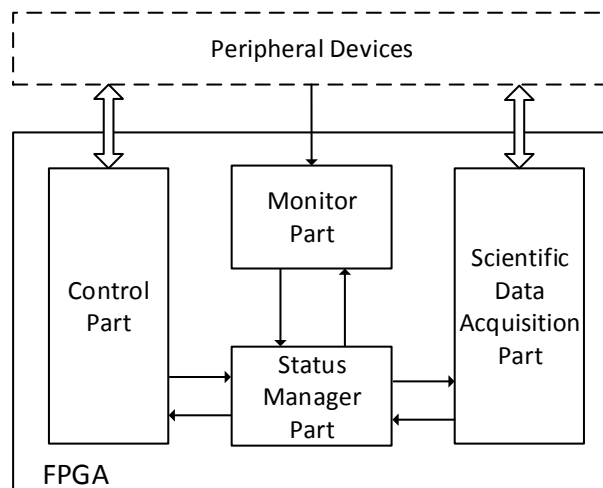 Peripheral Devices
Monitor
Part
Control
Part
Scientific
Data
Acquisition
Part
Status
Manager
Part
FPGA